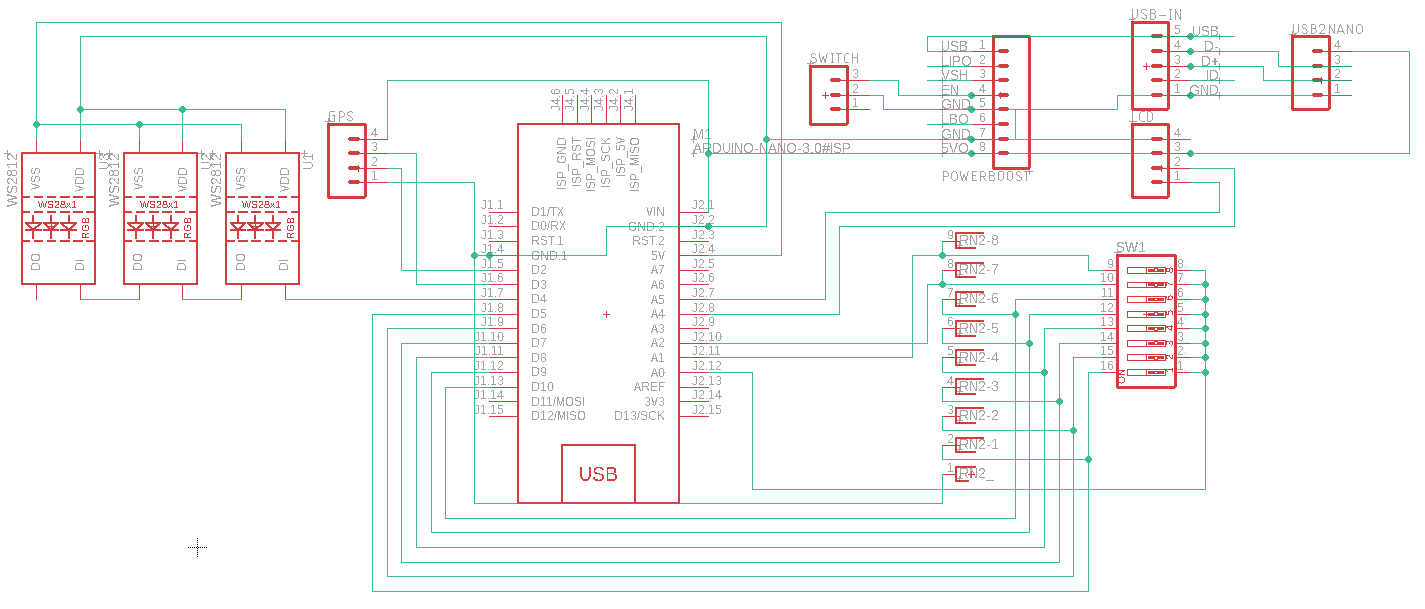 USB-IN
USB2NANO
SWITCH
5 USB
4 D-
3 D+
2 ID
1 GND
4
3
2
1
USB 1
LIPO 2
VSH 3
EN 4
GND 5
LBO 6
GND 7
5VO 8
POWERBOOST
3
2
1
LCD
4
3
2
1
GPS
4
3
2
1
J4.6
J4.5
J4.4
J4.3
J4.2
J4.1
ISP_GND
ISP_RST
ISP_MOSI
ISP_SCK
ISP_5V
ISP_MISO
M1
ARDUINO-NANO-3.0#ISP
WS2812
VSS
VDD
WS28x1
RGB
DO
DI
WS2812
U2
VSS
VDD
WS28x1
RGB
DO
DI
WS2812
U1
VSS
VDD
WS28x1
RGB
DO
DI
J1.1 D1/TX VIN J2.1
J1.2 D0/RX GND.2 J2.2
J1.3 RST.1 RST.2 J2.3
J1.4 GND.1 5V J2.4
J1.5 D2 A7 J2.5
J1.6 D3 A6 J2.6
J1.7 D4 A5 J2.7
J1.8 D5 A4 J2.8
J1.9 D6 A3 J2.9
J1.10 D7 A2 J2.10
J1.11 D8 A1 J2.11
J1.12 D9 A0 J2.12
J1.13 D10 AREF J2.13
J1.14 D11/MOSI 3V3 J2.14
J1.15 D12/MISO D13/SCK J2.15
USB
9 RN2-8
8 RN2-7
7 RN2-6
6 RN2-5
5 RN2-4
4 RN2-3
3 RN2-2
2 RN2-1
1 RN2_
SW1
9 8 8
10 7 7
11 6 6
12 5 5
13 4 4
14 3 3
15 2 2
16 1 1
ON